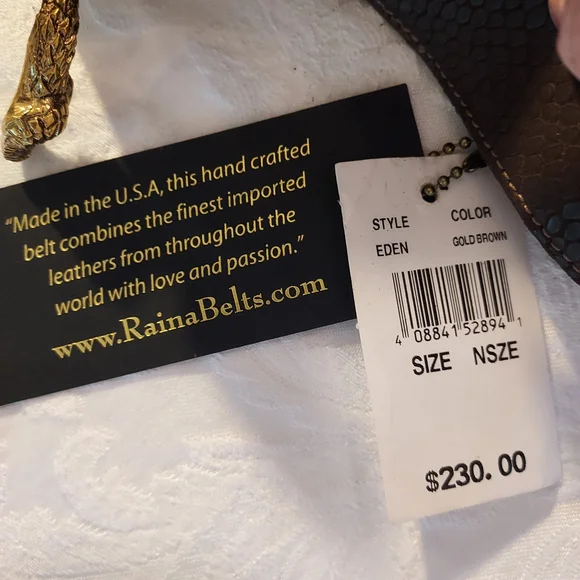 "Made in the U.S.A, this hand crafted
belt combines the finest imported
leathers from throughout the
world with love and passion."
www.RainaBelts.com
STYLE COLOR
EDEN GOLD BROWN
4 08841 52894 1
SIZE NSZE
$230.00